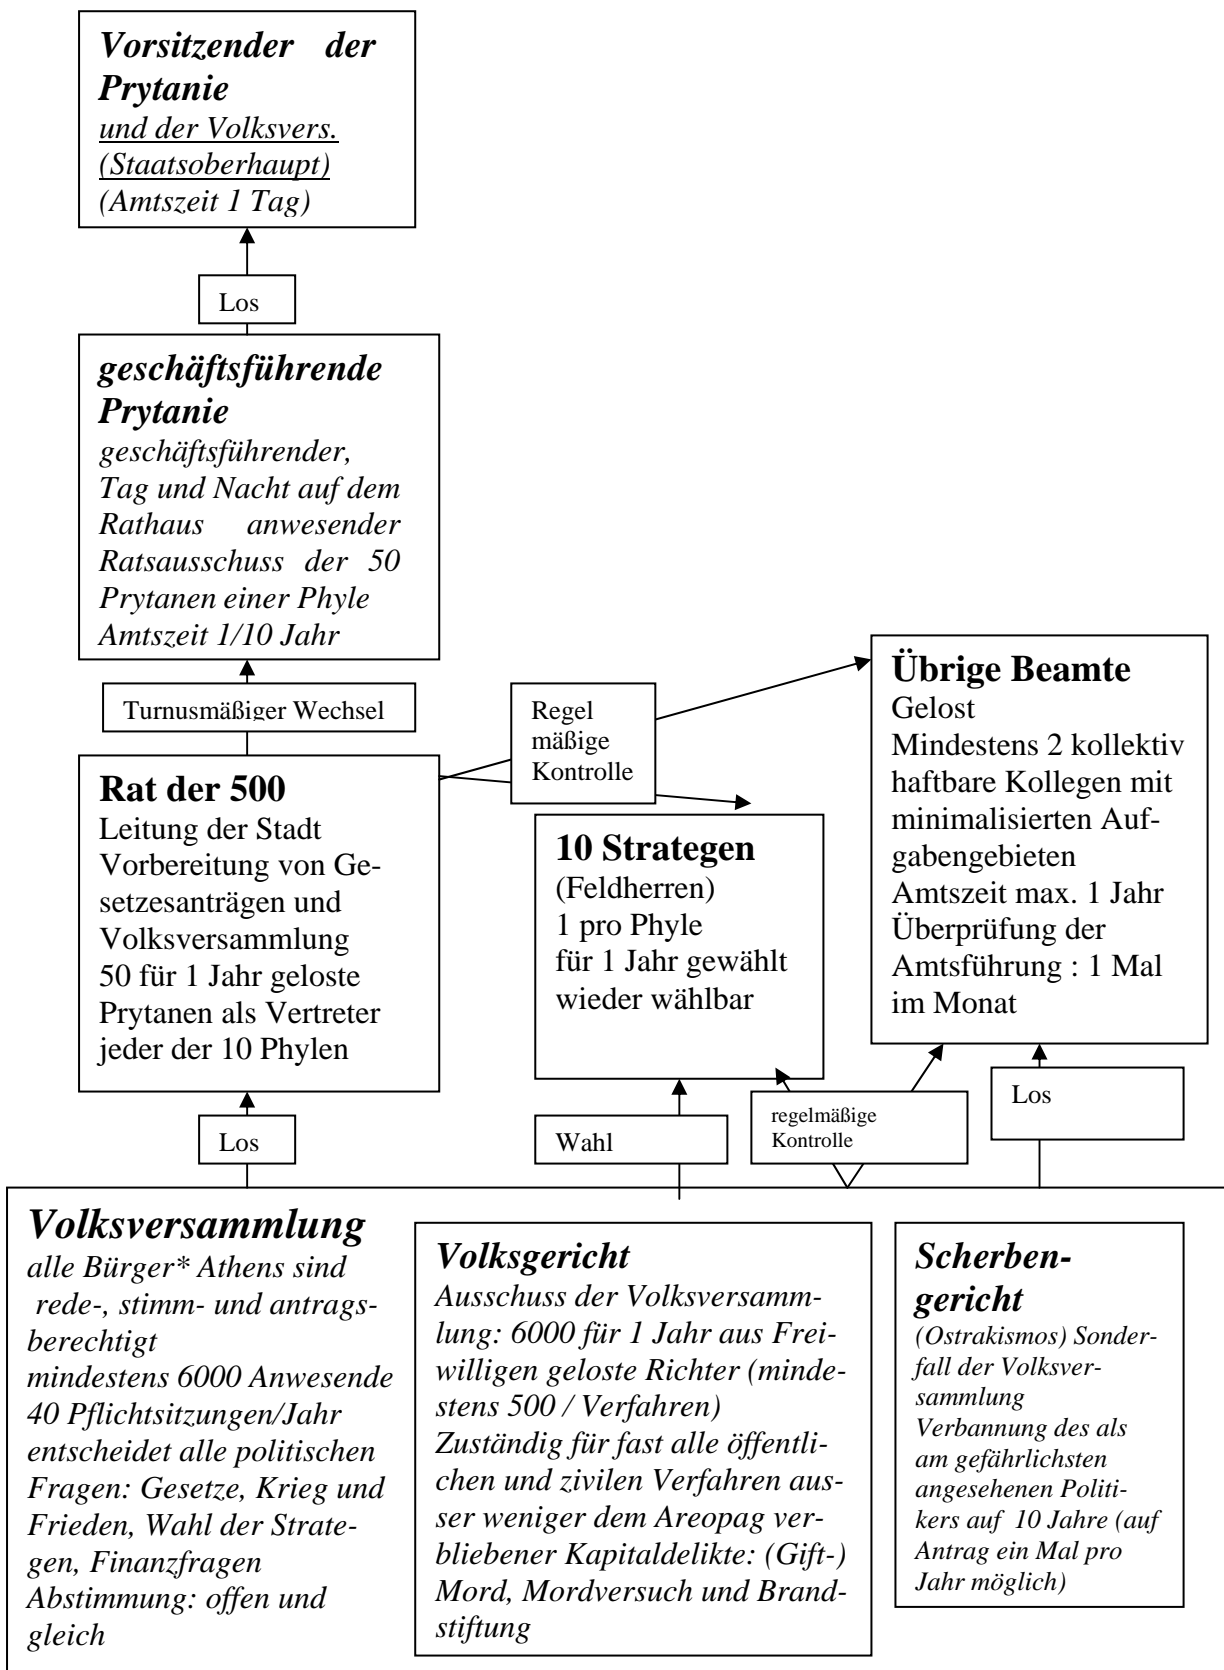 Vorsitzender der
Prytanie
und der Volksvers.
(Staatsoberhaupt)
(Amtszeit 1 Tag)
Los
geschäftsführende
Prytanie
geschäftsführender,
Tag und Nacht auf dem
Rathaus anwesender
Ratsausschuss der 50
Prytanen einer Phyle
Amtszeit 1/10 Jahr
Turnusmäßiger Wechsel
Regel
mäßige
Kontrolle
Übrige Beamte
Gelost
Mindestens 2 kollektiv
haftbare Kollegen mit
minimalisierten Auf-
gabengebieten
Amtszeit max. 1 Jahr
Überprüfung der
Amtsführung : 1 Mal
im Monat
Rat der 500
Leitung der Stadt
Vorbereitung von Ge-
setzesanträgen und
Volksversammlung
50 für 1 Jahr geloste
Prytanen als Vertreter
jeder der 10 Phylen
10 Strategen
(Feldherren)
1 pro Phyle
für 1 Jahr gewählt
wieder wählbar
Los
Wahl
regelmäßige
Kontrolle
Los
Volksversammlung
alle Bürger* Athens sind
rede-, stimm- und antrags-
berechtigt
mindestens 6000 Anwesende
40 Pflichtsitzungen/Jahr
entscheidet alle politischen
Fragen: Gesetze, Krieg und
Frieden, Wahl der Strate-
gen, Finanzfragen
Abstimmung: offen und
gleich
Volksgericht
Ausschuss der Volksversamm-
lung: 6000 für 1 Jahr aus Frei-
willigen geloste Richter (minde-
stens 500 / Verfahren)
Zuständig für fast alle öffentli-
chen und zivilen Verfahren aus-
ser weniger dem Areopag ver-
bliebener Kapitaldelikte: (Gift-)
Mord, Mordversuch und Brand-
stiftung
Scherben-
gericht
(Ostrakismos) Sonder-
fall der Volksver-
sammlung
Verbannung des als
am gefährlichsten
angesehenen Politi-
kers auf 10 Jahre (auf
Antrag ein Mal pro
Jahr möglich)